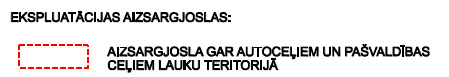 EKSPLUATĀCIJAS AIZSARGJOSLAS:
AIZSARGJOSLA GAR AUTOCEĻIEM UN PAŠVALDĪBAS
CEĻIEM LAUKU TERITORIJĀ